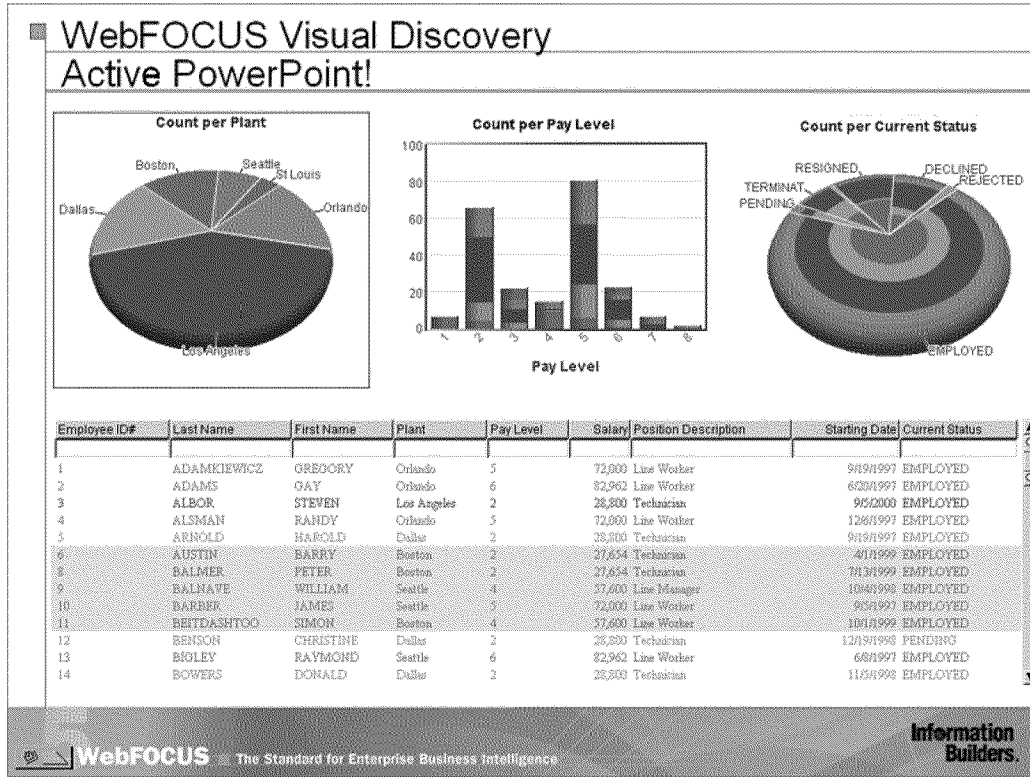 WebFOCUS Visual Discovery
Active PowerPoint!
Count per Plant
Boston
Seattle
St Louis
Dallas
Orlando
Los Angeles
Count per Pay Level
100
80
60
40
20
0
1 2 3 4 5 6 7 8
Pay Level
Count per Current Status
RESIGNED
DECLINED
TERMINAT
REJECTED
PENDING
EMPLOYED
Employee ID# Last Name First Name Plant Pay Level Salary Position Description Starting Date Current Status
1 ADAMKIEWICZ GREGORY Orlando 5 72,000 Line Worker 9/19/1997 EMPLOYED
2 ADAMS GAY Orlando 6 82,962 Line Worker 6/20/1997 EMPLOYED
3 ALBOR STEVEN Los Angeles 2 28,800 Technician 9/5/2000 EMPLOYED
4 ALSMAN RANDY Orlando 5 72,000 Line Worker 12/6/1997 EMPLOYED
5 ARNOLD HAROLD Dallas 2 28,800 Technician 9/19/1997 EMPLOYED
6 AUSTIN BARRY Boston 2 27,654 Technician 4/1/1999 EMPLOYED
8 BALMER PETER Boston 2 27,654 Technician 7/13/1999 EMPLOYED
9 BALNAVE WILLIAM Seattle 4 57,600 Line Manager 10/4/1998 EMPLOYED
10 BARBER JAMES Seattle 5 72,000 Line Worker 9/5/1997 EMPLOYED
11 BEITDASHTOO SIMON Boston 4 57,600 Line Worker 10/1/1999 EMPLOYED
12 BENSON CHRISTINE Dallas 2 28,800 Technician 12/19/1998 PENDING
13 BIGLEY RAYMOND Seattle 6 82,962 Line Worker 6/8/1997 EMPLOYED
14 BOWERS DONALD Dallas 2 28,800 Technician 11/3/1998 EMPLOYED
WebFOCUS The Standard for Enterprise Business Intelligence
Information
Builders.